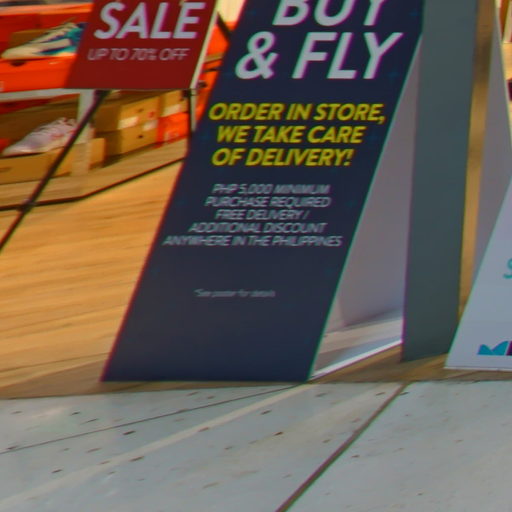 SALE
UP TO 70% OFF
BUY
& FLY
ORDER IN STORE,
WE TAKE CARE
OF DELIVERY!
PHP 5,000 MINIMUM
PURCHASE REQUIRED
FREE DELIVERY /
ADDITIONAL DISCOUNT
ANYWHERE IN THE PHILIPPINES
*See poster for details